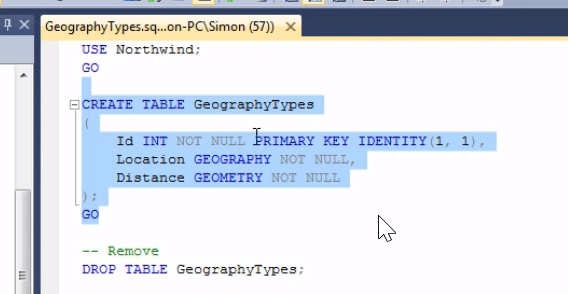 GeographyTypes.sq...on-PC\Simon (57))
USE Northwind;
GO
CREATE TABLE GeographyTypes
(
Id INT NOT NULL PRIMARY KEY IDENTITY(1, 1),
Location GEOGRAPHY NOT NULL,
Distance GEOMETRY NOT NULL
);
GO
-- Remove
DROP TABLE GeographyTypes;